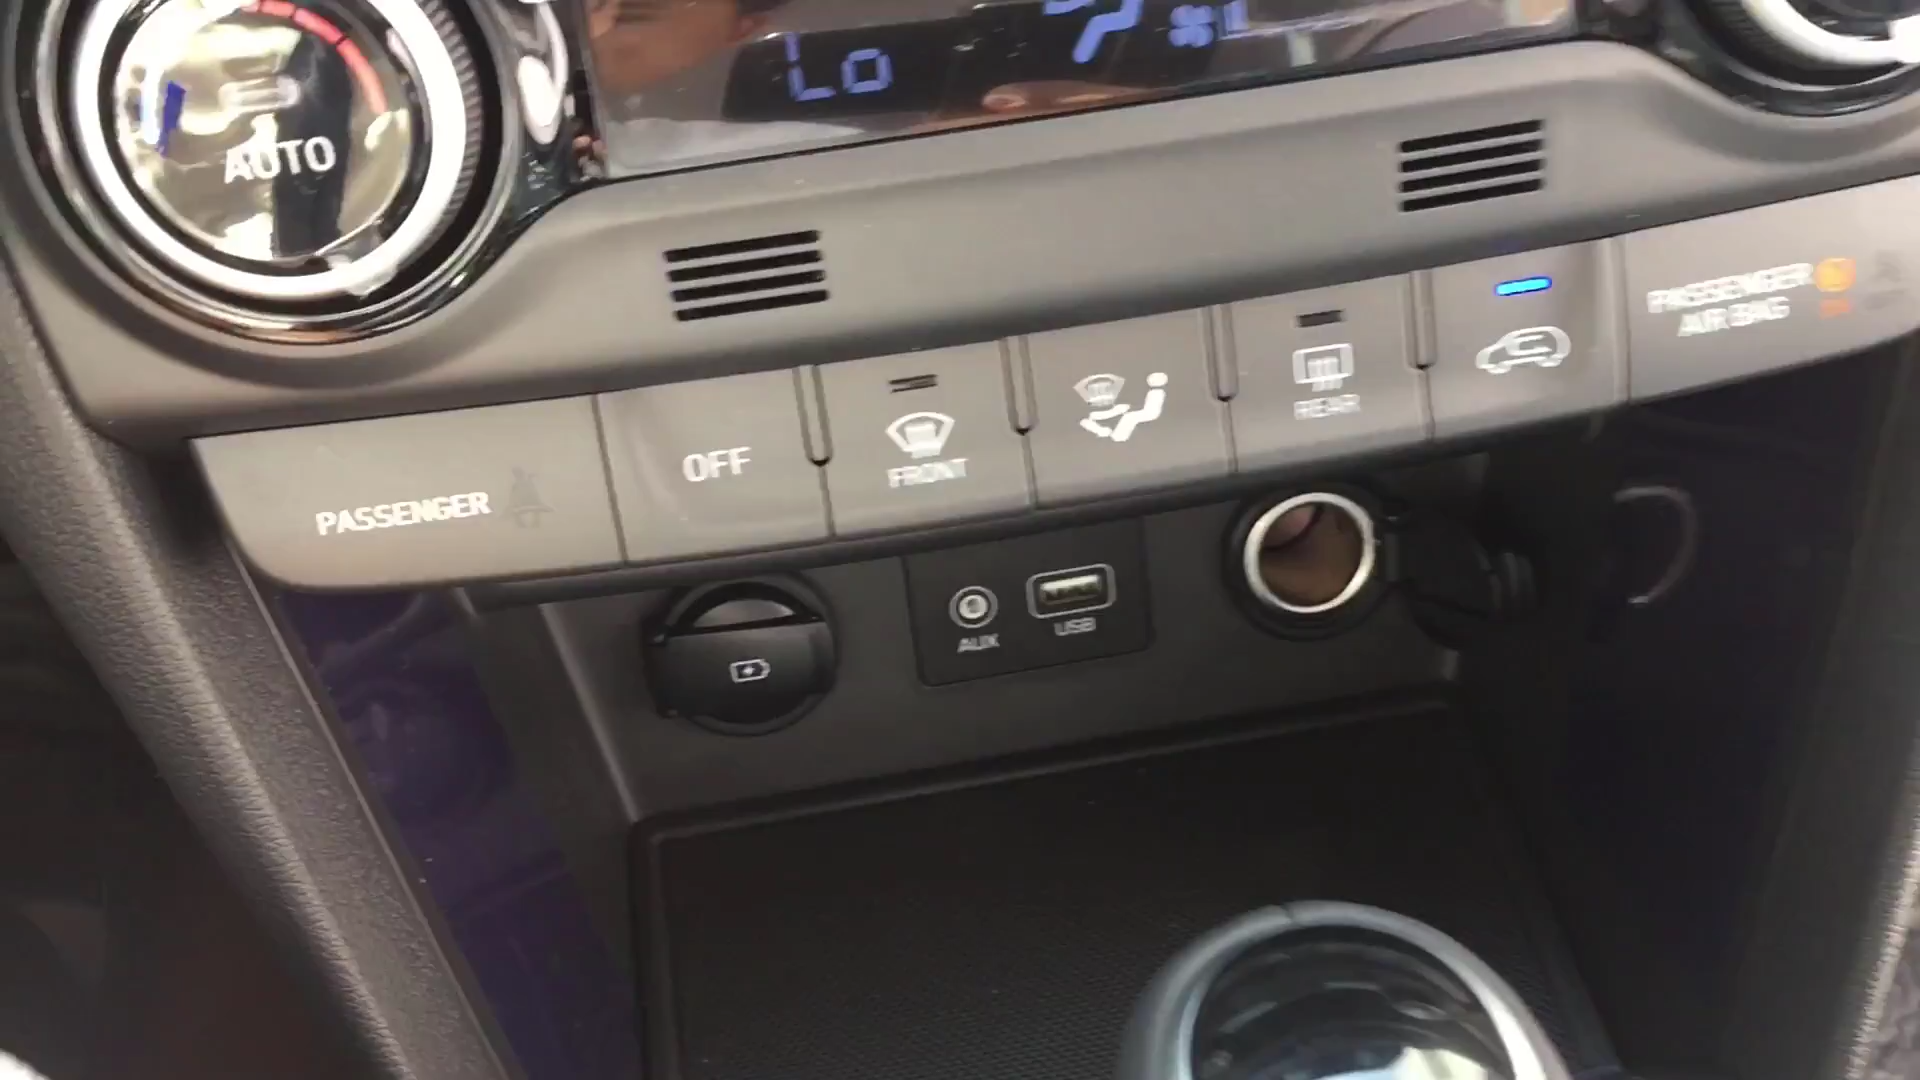 Lo
AUTO
PASSENGER
OFF
FRONT
REAR
PASSENGER
AIR BAG
AUX
USB